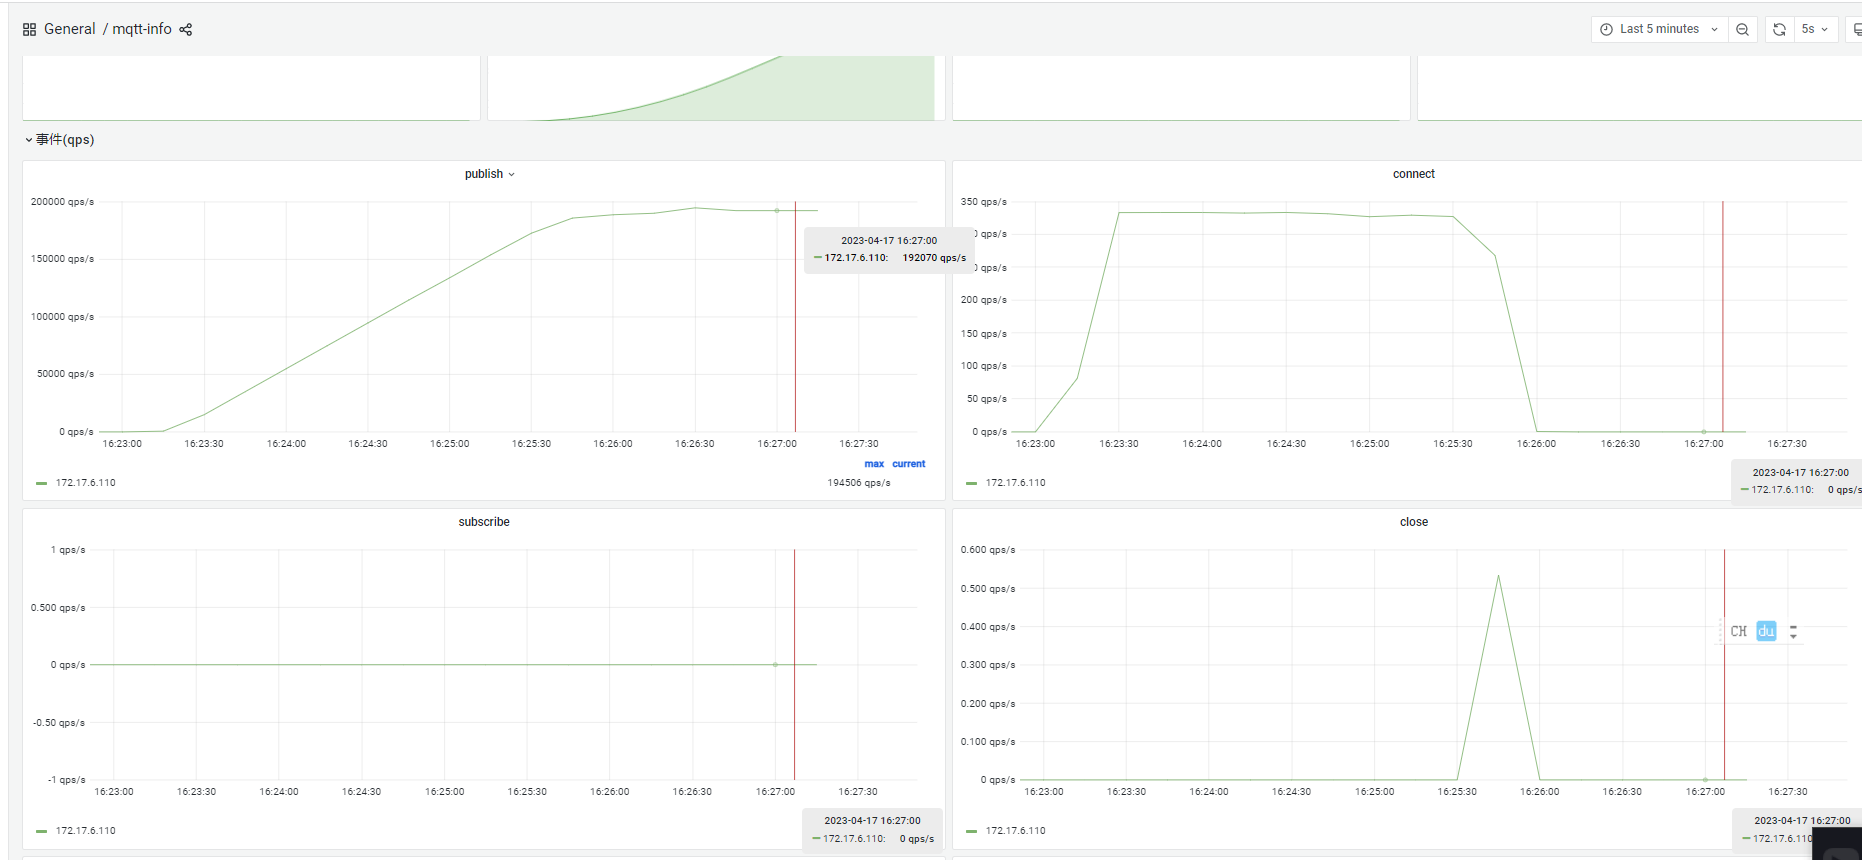 General / mqtt-info
Last 5 minutes
5s
事件(qps)
publish
200000 qps/s
150000 qps/s
100000 qps/s
50000 qps/s
0 qps/s
16:23:00 16:23:30 16:24:00 16:24:30 16:25:00 16:25:30 16:26:00 16:26:30 16:27:00 16:27:30
2023-04-17 16:27:00
172.17.6.110: 192070 qps/s
max current
172.17.6.110 194506 qps/s
connect
350 qps/s
0 qps/s
0 qps/s
200 qps/s
150 qps/s
100 qps/s
50 qps/s
0 qps/s
16:23:00 16:23:30 16:24:00 16:24:30 16:25:00 16:25:30 16:26:00 16:26:30 16:27:00 16:27:30
2023-04-17 16:27:00
172.17.6.110: 0 qps/s
172.17.6.110
subscribe
1 qps/s
0.500 qps/s
0 qps/s
-0.50 qps/s
-1 qps/s
16:23:00 16:23:30 16:24:00 16:24:30 16:25:00 16:25:30 16:26:00 16:26:30 16:27:00 16:27:30
2023-04-17 16:27:00
172.17.6.110: 0 qps/s
172.17.6.110
close
0.600 qps/s
0.500 qps/s
0.400 qps/s
0.300 qps/s
0.200 qps/s
0.100 qps/s
0 qps/s
CH du
16:23:00 16:23:30 16:24:00 16:24:30 16:25:00 16:25:30 16:26:00 16:26:30 16:27:00 16:27:30
2023-04-17 16:27:00
172.17.6.110
172.17.6.110